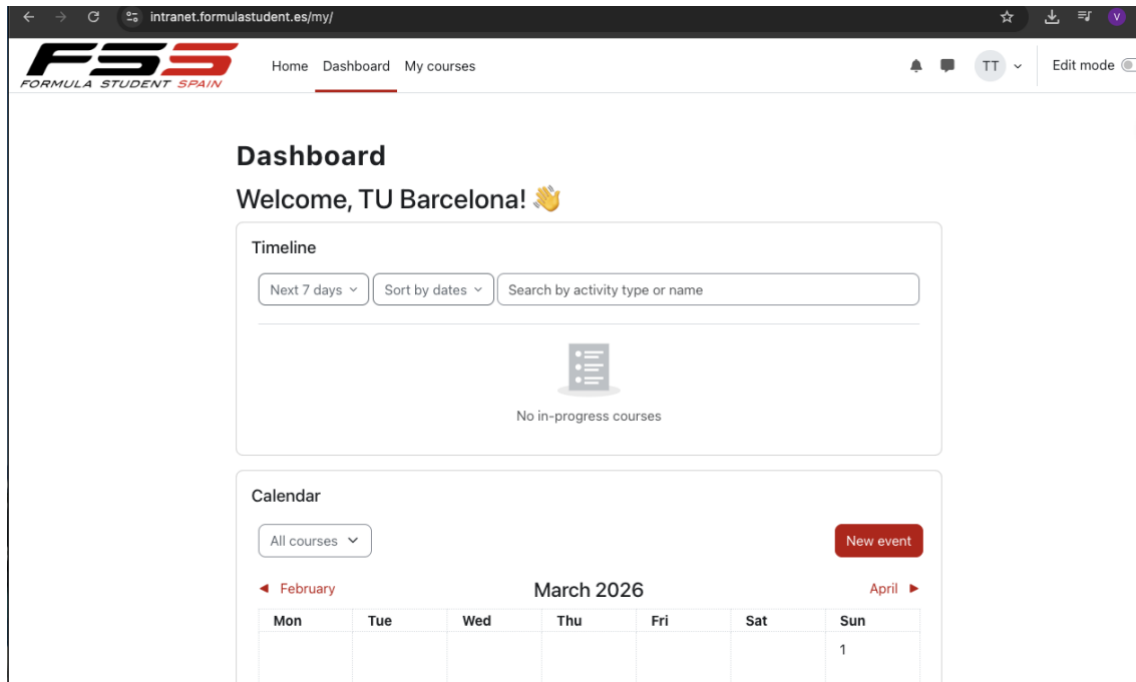 intranet.formulastudent.es/my/
V
FSS
FORMULA STUDENT SPAIN
Home Dashboard My courses
TT
Edit mode
Dashboard
Welcome, TU Barcelona! 👋
Timeline
Next 7 days
Sort by dates
Search by activity type or name
No in-progress courses
Calendar
All courses
New event
◄ February
March 2026
April ►
Mon Tue Wed Thu Fri Sat Sun
1